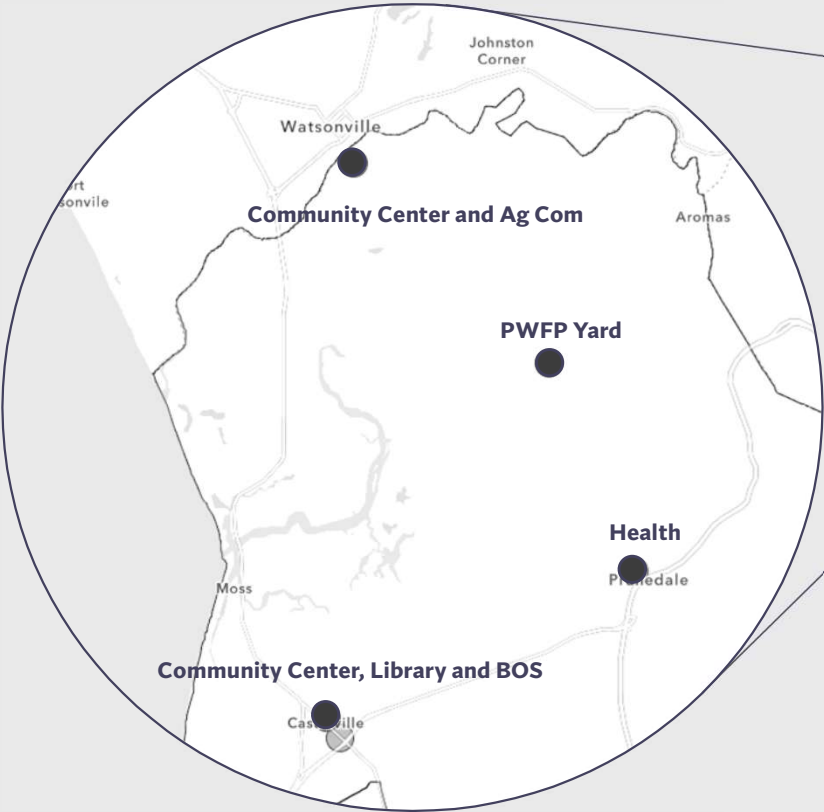 Johnston
Corner
Watsonville
rt
sonvile
Community Center and Ag Com
Aromas
PWFP Yard
Health
Moss
Community Center, Library and BOS